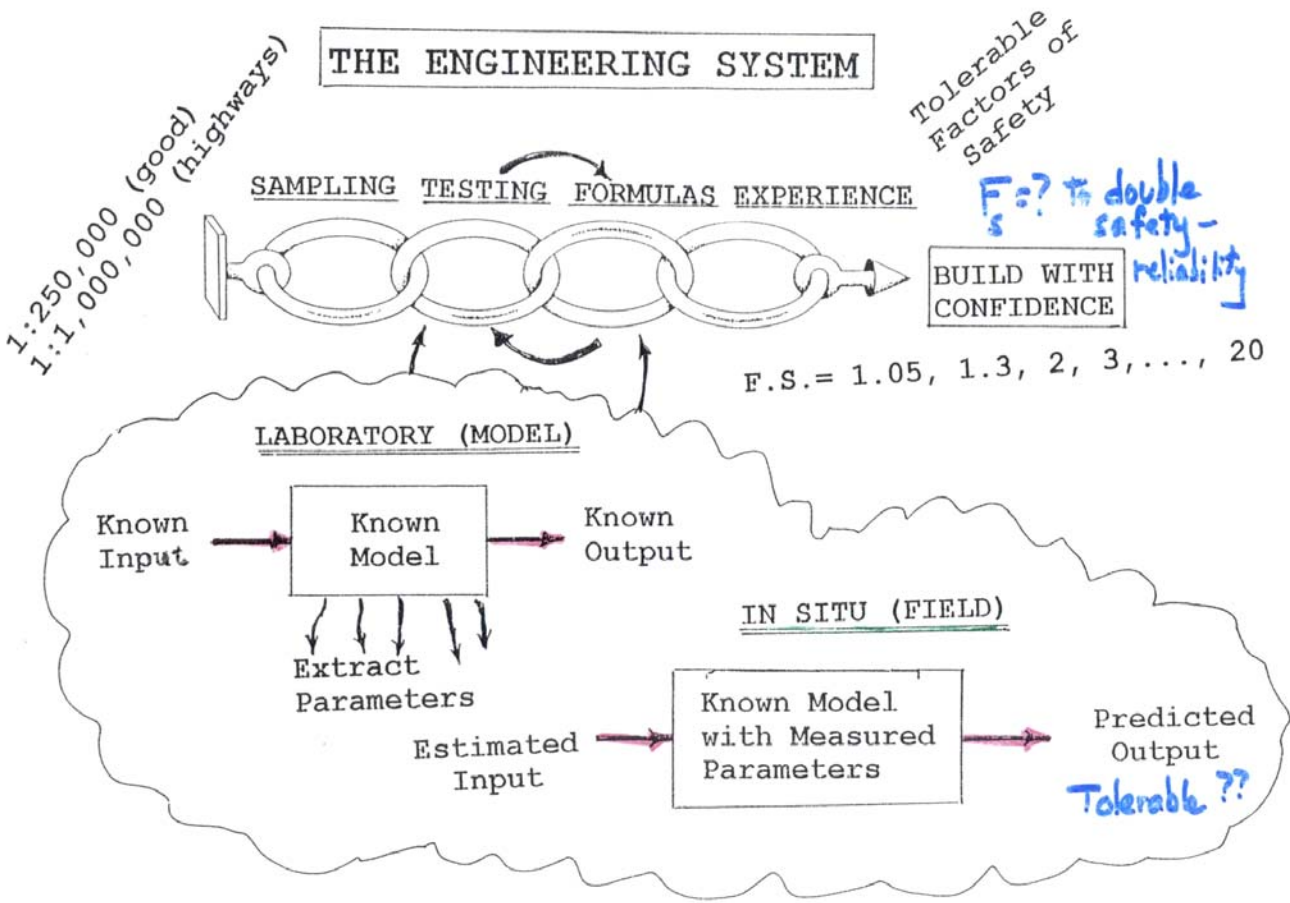 THE ENGINEERING SYSTEM
1:250,000 (good)
1:1,000,000 (highways)
Tolerable
Factors of
Safety
SAMPLING TESTING FORMULAS EXPERIENCE
Fs=? To double
safety-
reliability
BUILD WITH
CONFIDENCE
F.S.= 1.05, 1.3, 2, 3,..., 20
LABORATORY (MODEL)
Known
Input
Known
Model
Known
Output
Extract
Parameters
IN SITU (FIELD)
Estimated
Input
Known Model
with Measured
Parameters
Predicted
Output
Tolerable ??